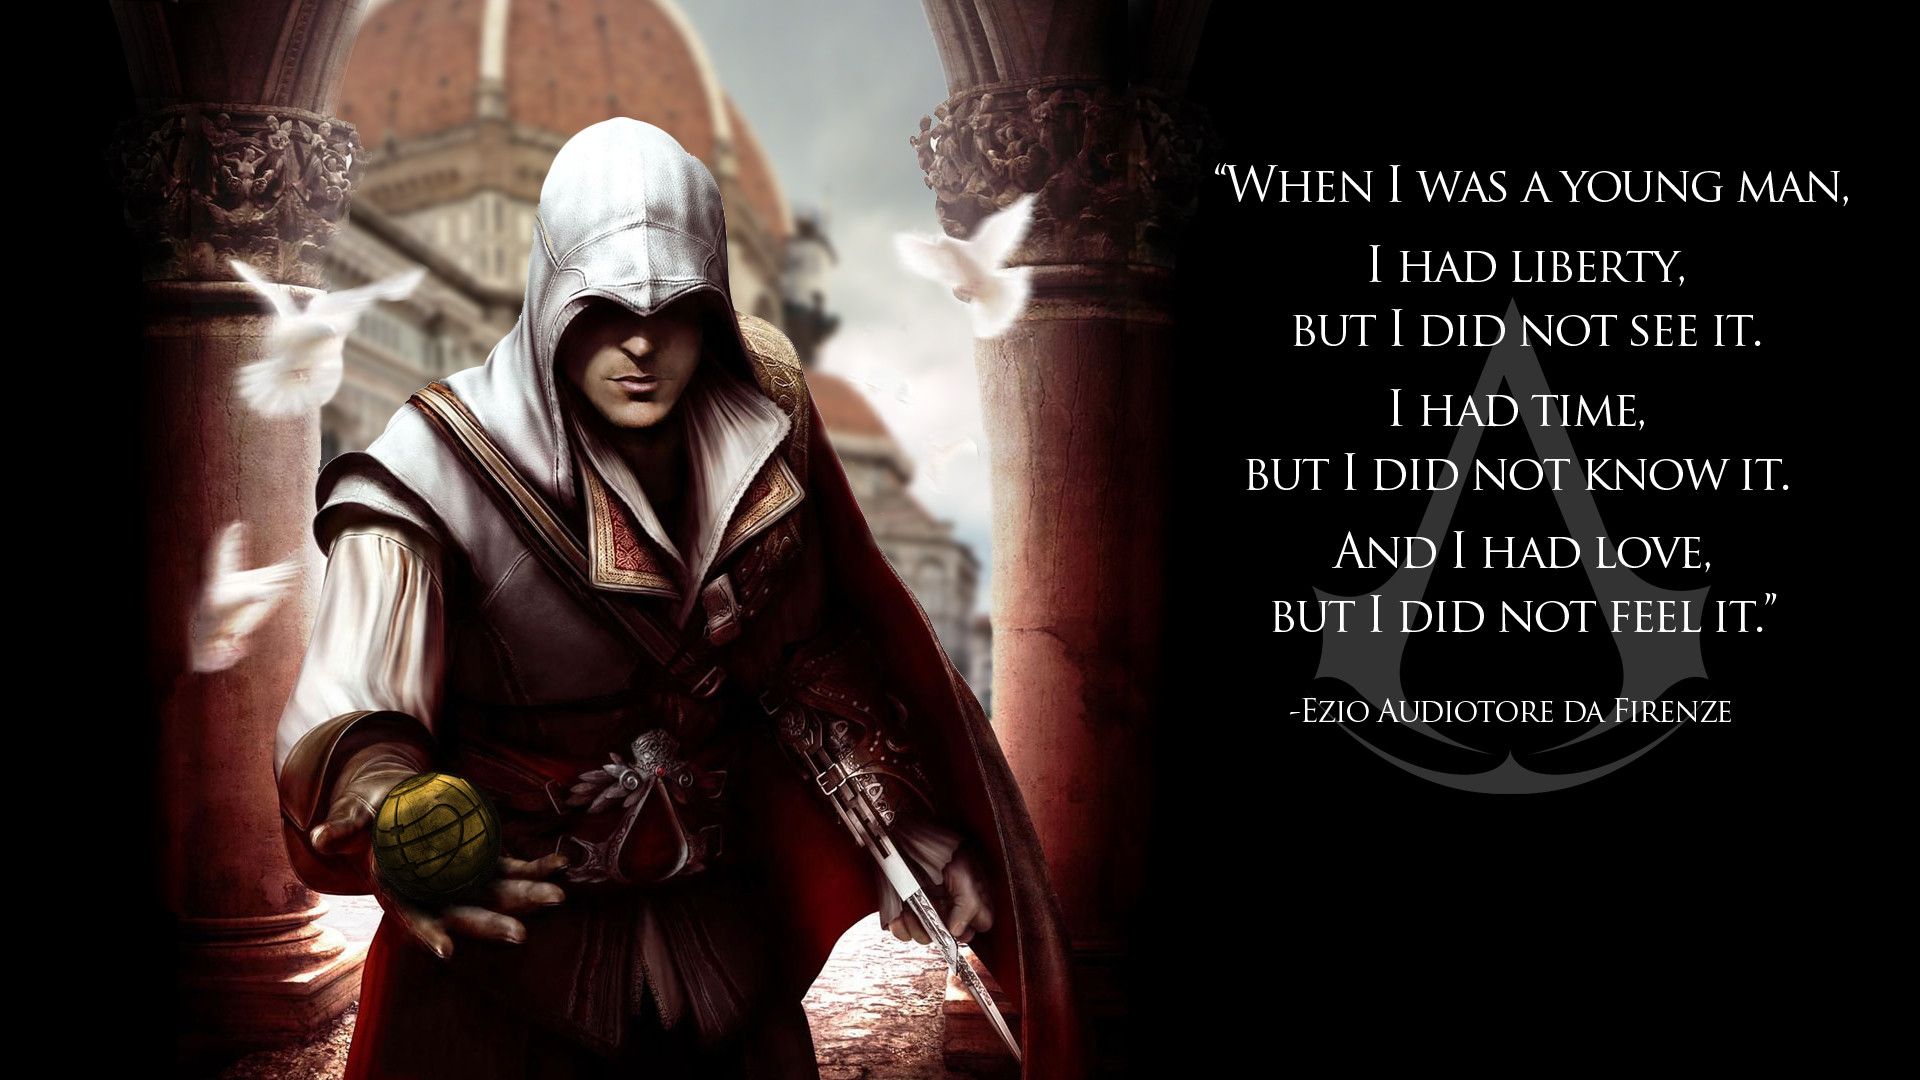 “When I was a young man,
I had liberty,
but I did not see it.
I had time,
but I did not know it.
And I had love,
but I did not feel it.”
-Ezio Audiotore da Firenze